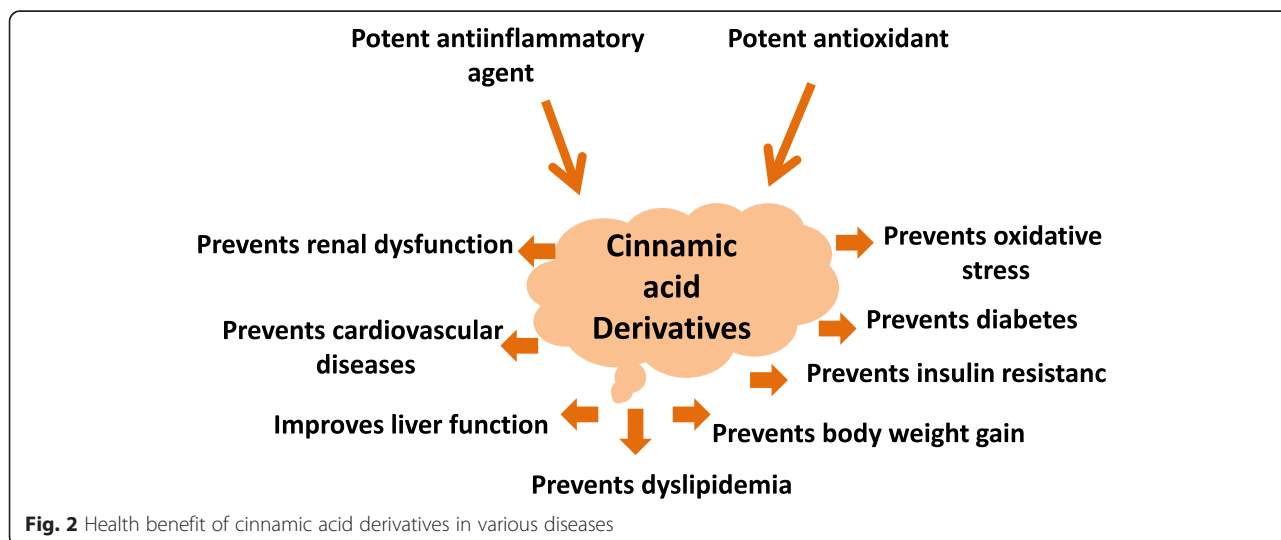 Potent antiinflammatory
agent
Potent antioxidant
Cinnamic
acid
Derivatives
Prevents renal dysfunction
Prevents cardiovascular
diseases
Improves liver function
Prevents dyslipidemia
Prevents body weight gain
Prevents insulin resistanc
Prevents diabetes
Prevents oxidative
stress
Fig. 2 Health benefit of cinnamic acid derivatives in various diseases